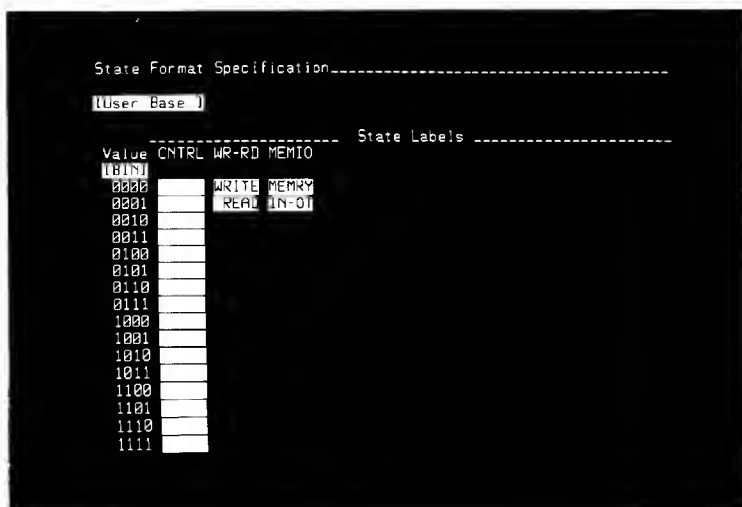 State Format Specification
[User Base ]
State Labels
Value CNTRL WR-RD MEMIO
[BIN]
0000 WRITE MEMRY
0001 READ IN-OT
0010
0011
0100
0101
0110
0111
1000
1001
1010
1011
1100
1101
1110
1111